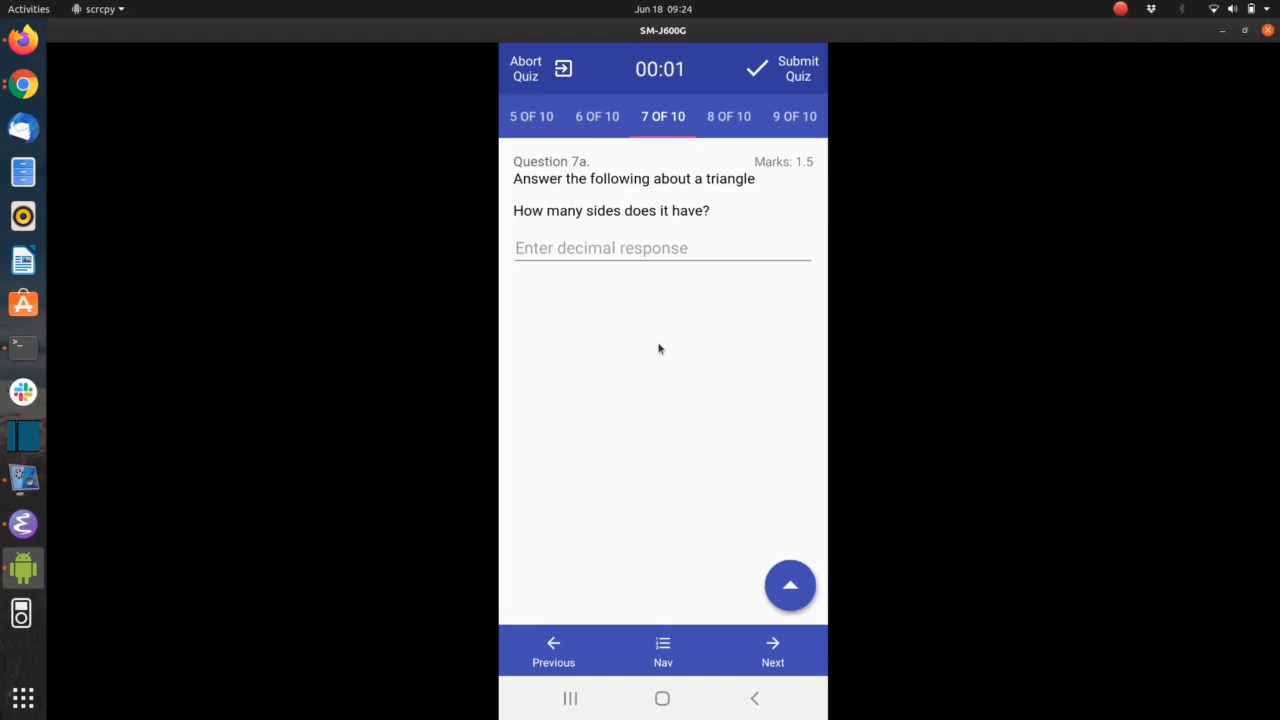 Activities
scrcpy
Jun 18 09:24
SM-J600G
Abort Quiz
00:01
Submit Quiz
5 OF 10
6 OF 10
7 OF 10
8 OF 10
9 OF 10
Question 7a.
Marks: 1.5
Answer the following about a triangle
How many sides does it have?
Enter decimal response
Previous
Nav
Next